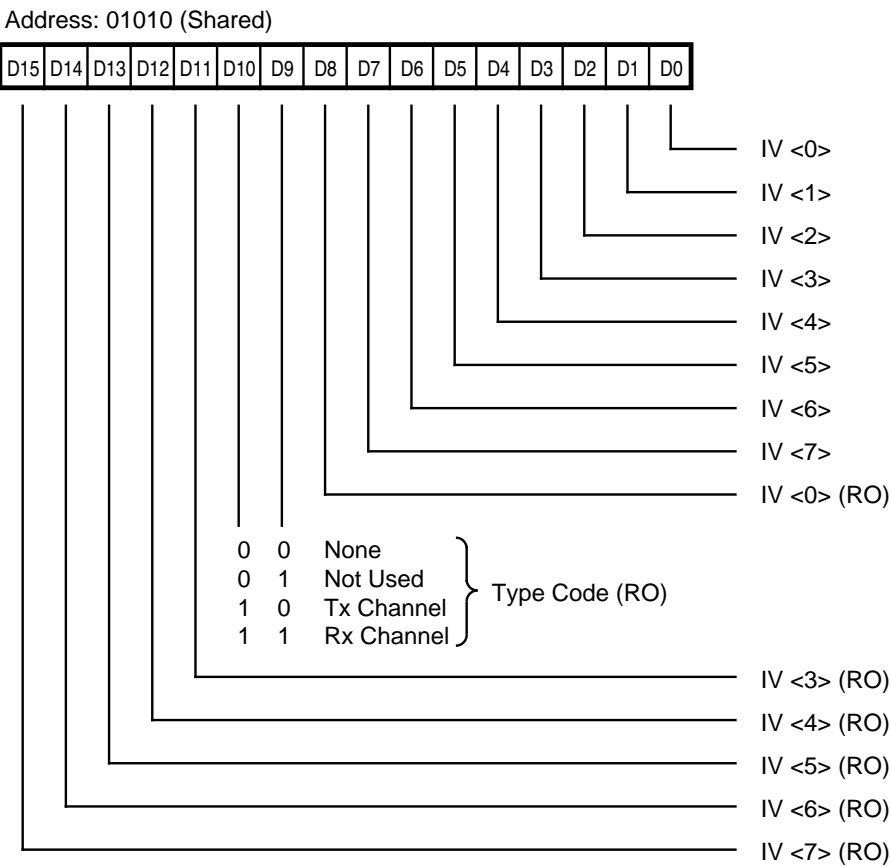 Address: 01010 (Shared)
D15 D14 D13 D12 D11 D10 D9 D8 D7 D6 D5 D4 D3 D2 D1 D0
IV <0>
IV <1>
IV <2>
IV <3>
IV <4>
IV <5>
IV <6>
IV <7>
IV <0> (RO)
0 0 None
0 1 Not Used
1 0 Tx Channel
1 1 Rx Channel
Type Code (RO)
IV <3> (RO)
IV <4> (RO)
IV <5> (RO)
IV <6> (RO)
IV <7> (RO)